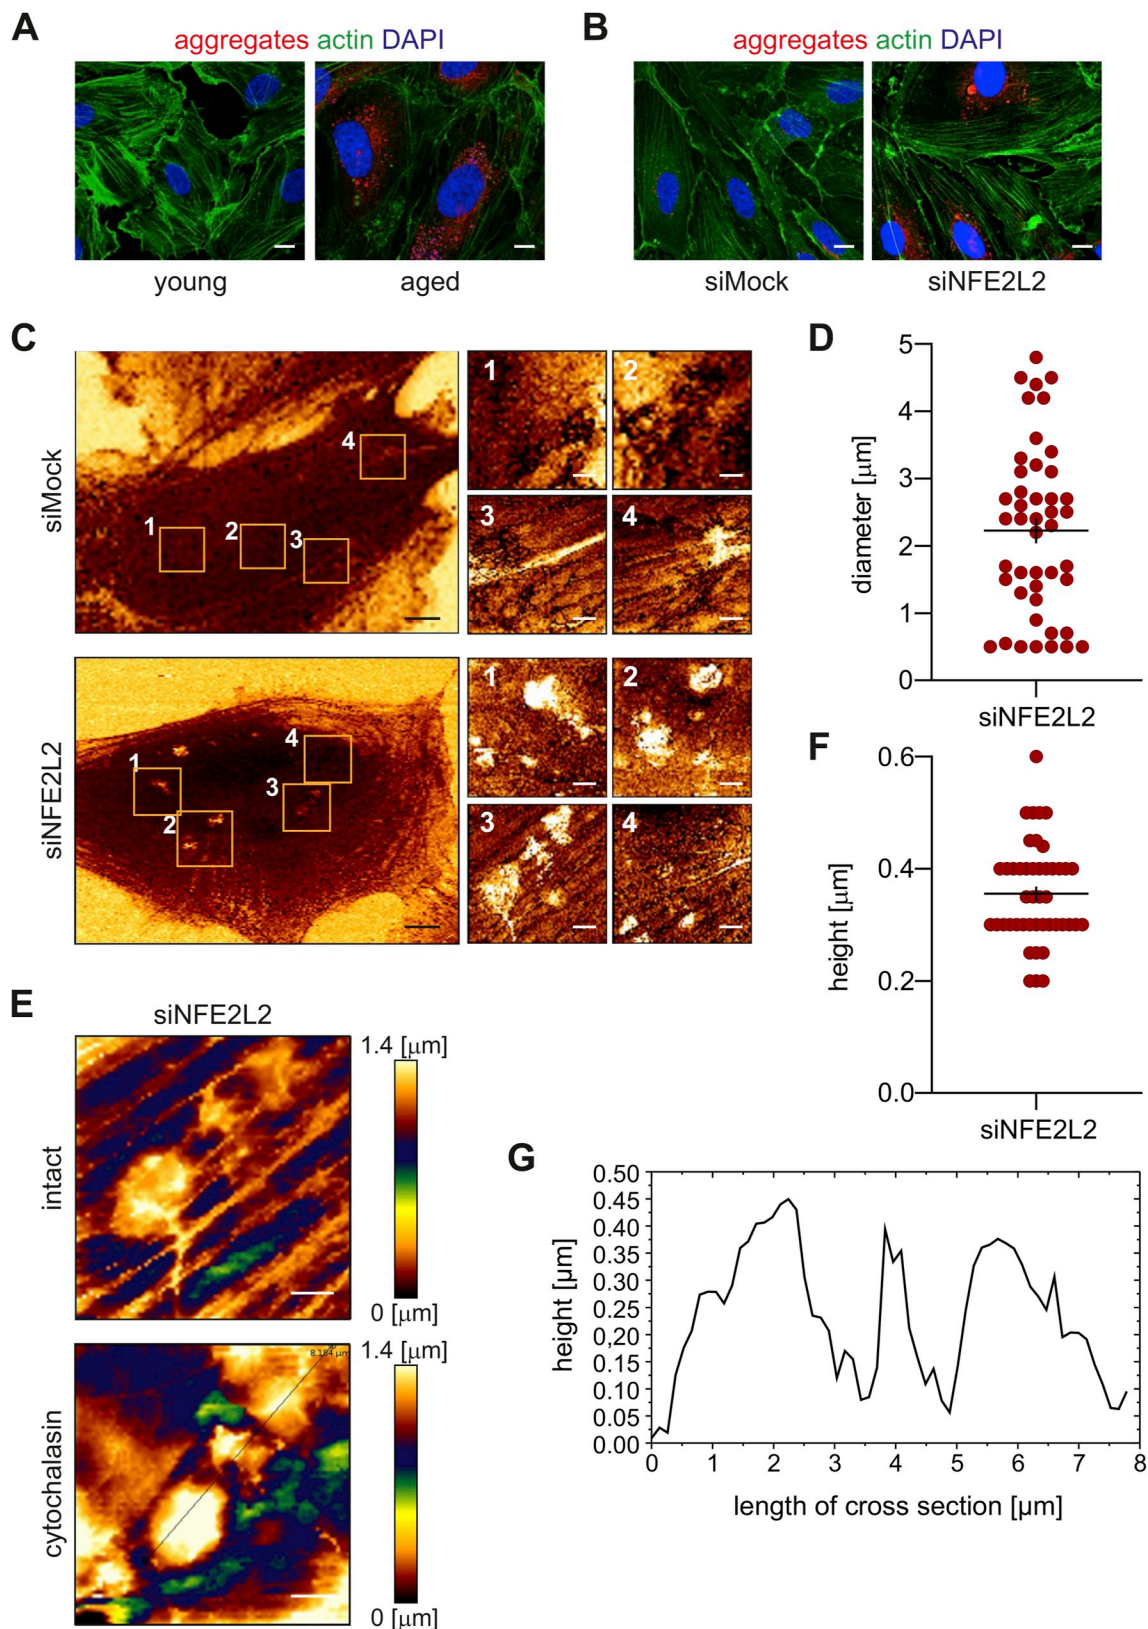 A
aggregates actin DAPI
young
aged
B
aggregates actin DAPI
siMock
siNFE2L2
C
siMock
1
2
3
4
1
2
3
4
siNFE2L2
1
2
3
4
1
2
3
4
D
diameter [µm]
5
4
3
2
1
0
siNFE2L2
F
height [µm]
0.6
0.4
0.2
0.0
siNFE2L2
E
siNFE2L2
intact
1.4 [µm]
0 [µm]
cytochalasin
8.184 µm
1.4 [µm]
0 [µm]
G
height [µm]
0.50
0.45
0.40
0.35
0.30
0.25
0,20
0.15
0.10
0.05
0.00
0 1 2 3 4 5 6 7 8
length of cross section [µm]